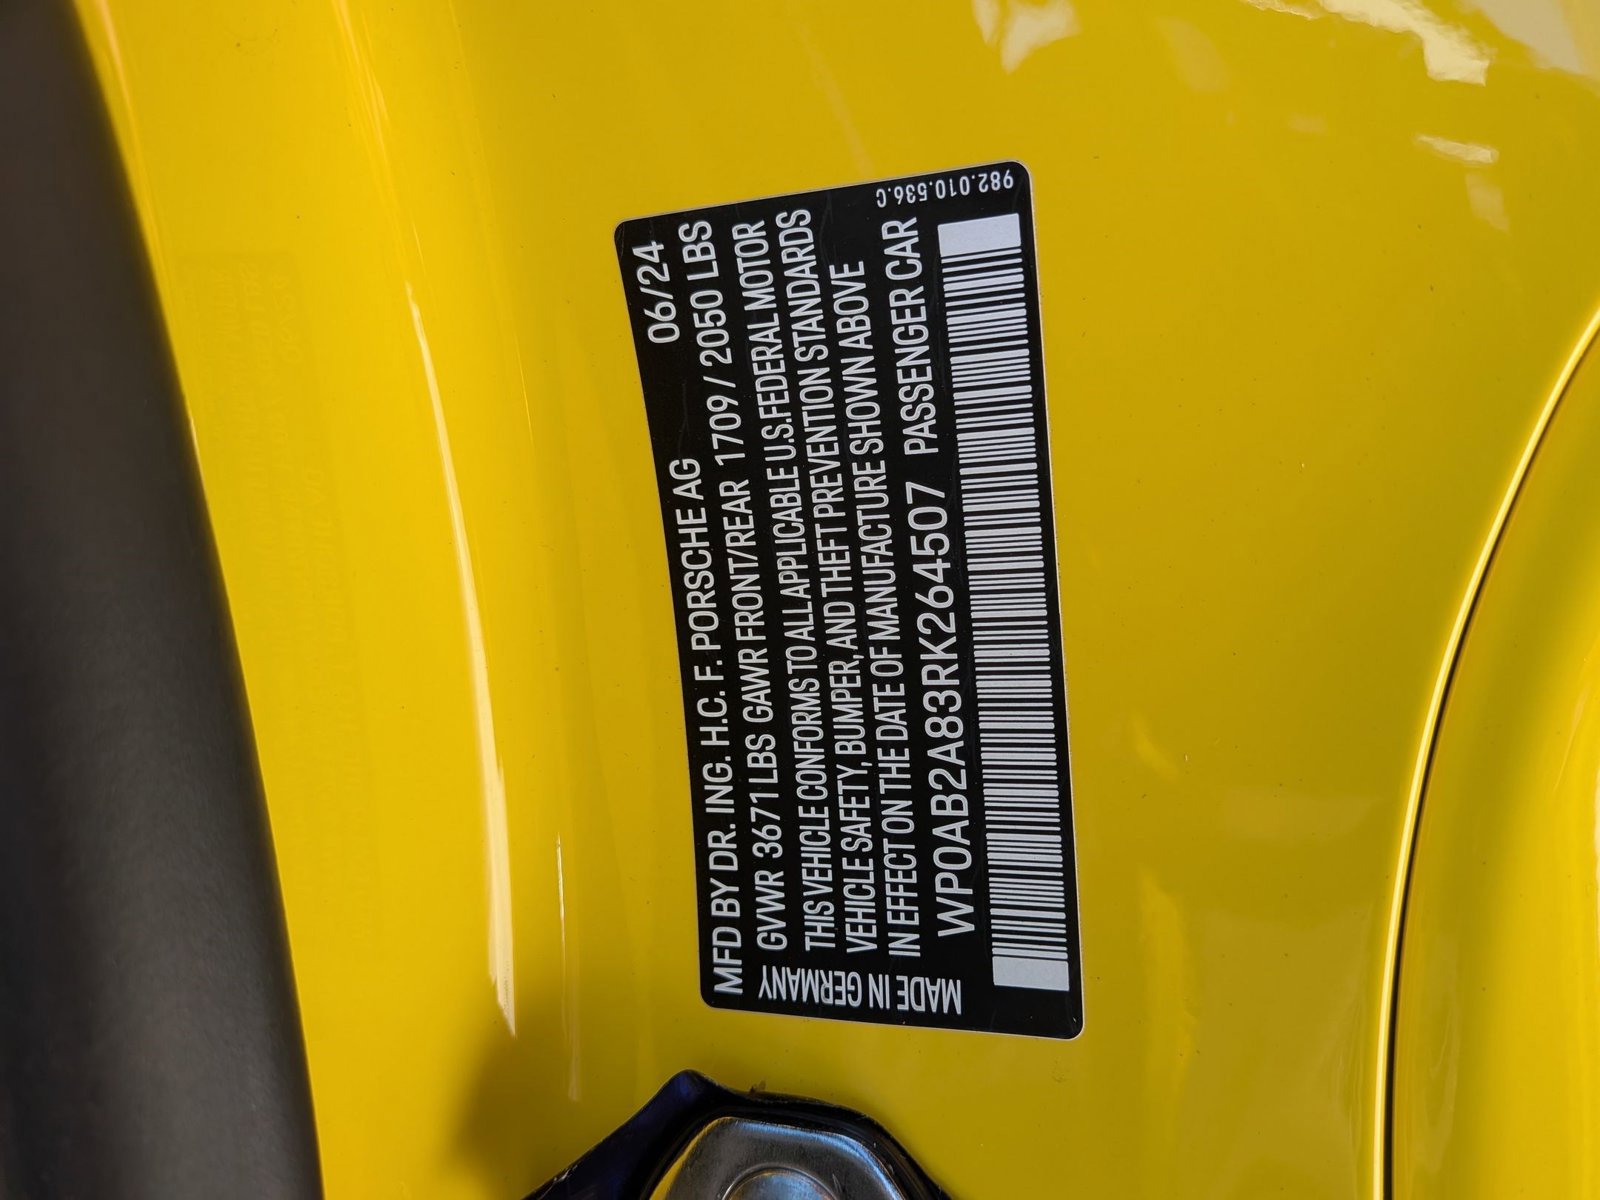 MFD BY DR. ING. H.C. F. PORSCHE AG 06/24
GVWR 3671 LBS GAWR FRONT/REAR 1709 / 2050 LBS
THIS VEHICLE CONFORMS TO ALL APPLICABLE U.S.FEDERAL MOTOR
VEHICLE SAFETY, BUMPER, AND THEFT PREVENTION STANDARDS
IN EFFECT ON THE DATE OF MANUFACTURE SHOWN ABOVE
WP0AB2A83RK264507 PASSENGER CAR
MADE IN GERMANY
982.010.536.C